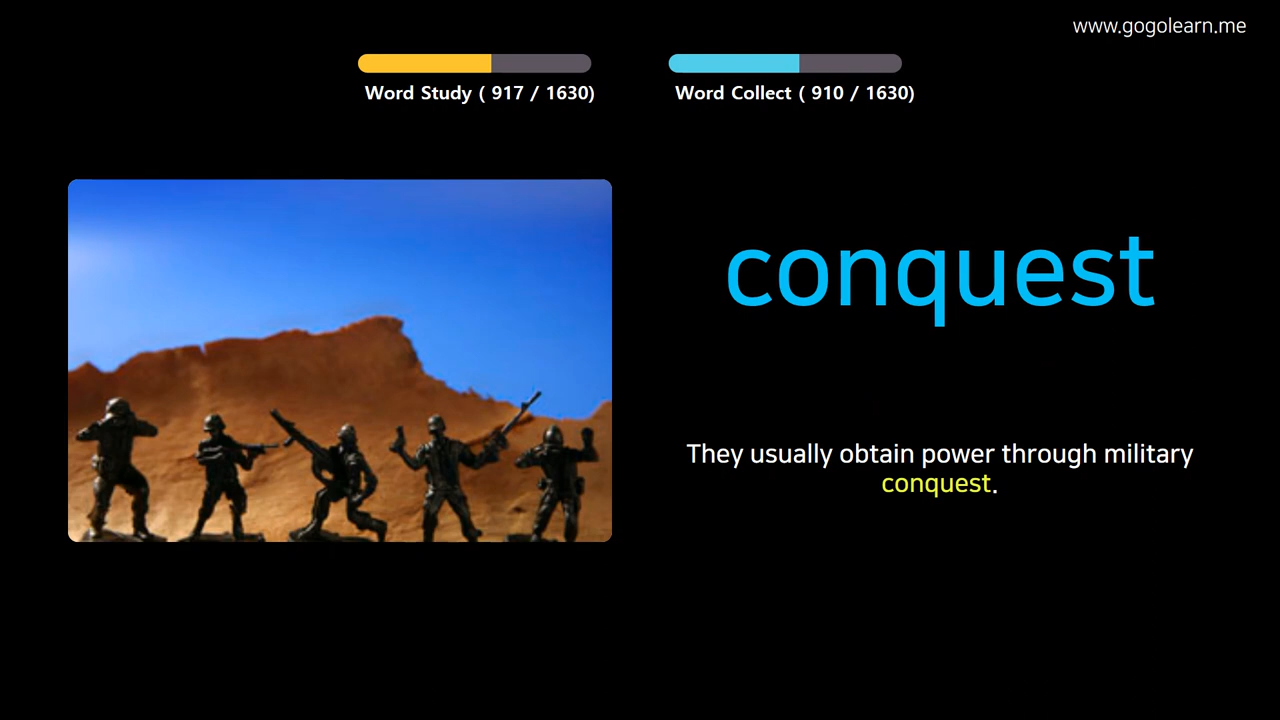 www.gogolearn.me
Word Study ( 917 / 1630)
Word Collect ( 910 / 1630)
conquest
They usually obtain power through military
conquest.